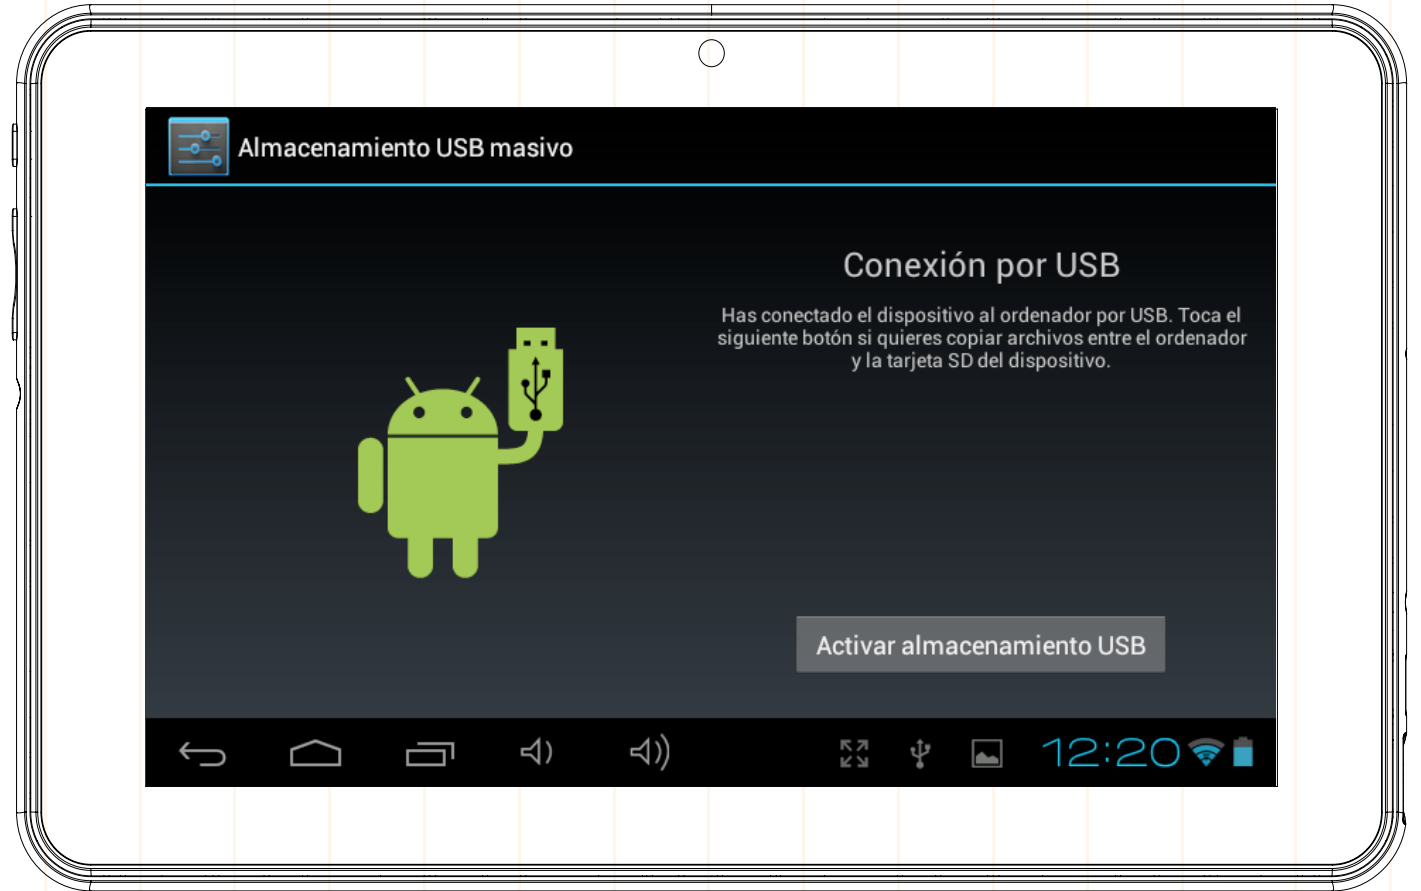 Almacenamiento USB masivo
Conexión por USB
Has conectado el dispositivo al ordenador por USB. Toca el
siguiente botón si quieres copiar archivos entre el ordenador
y la tarjeta SD del dispositivo.
Activar almacenamiento USB
12:20